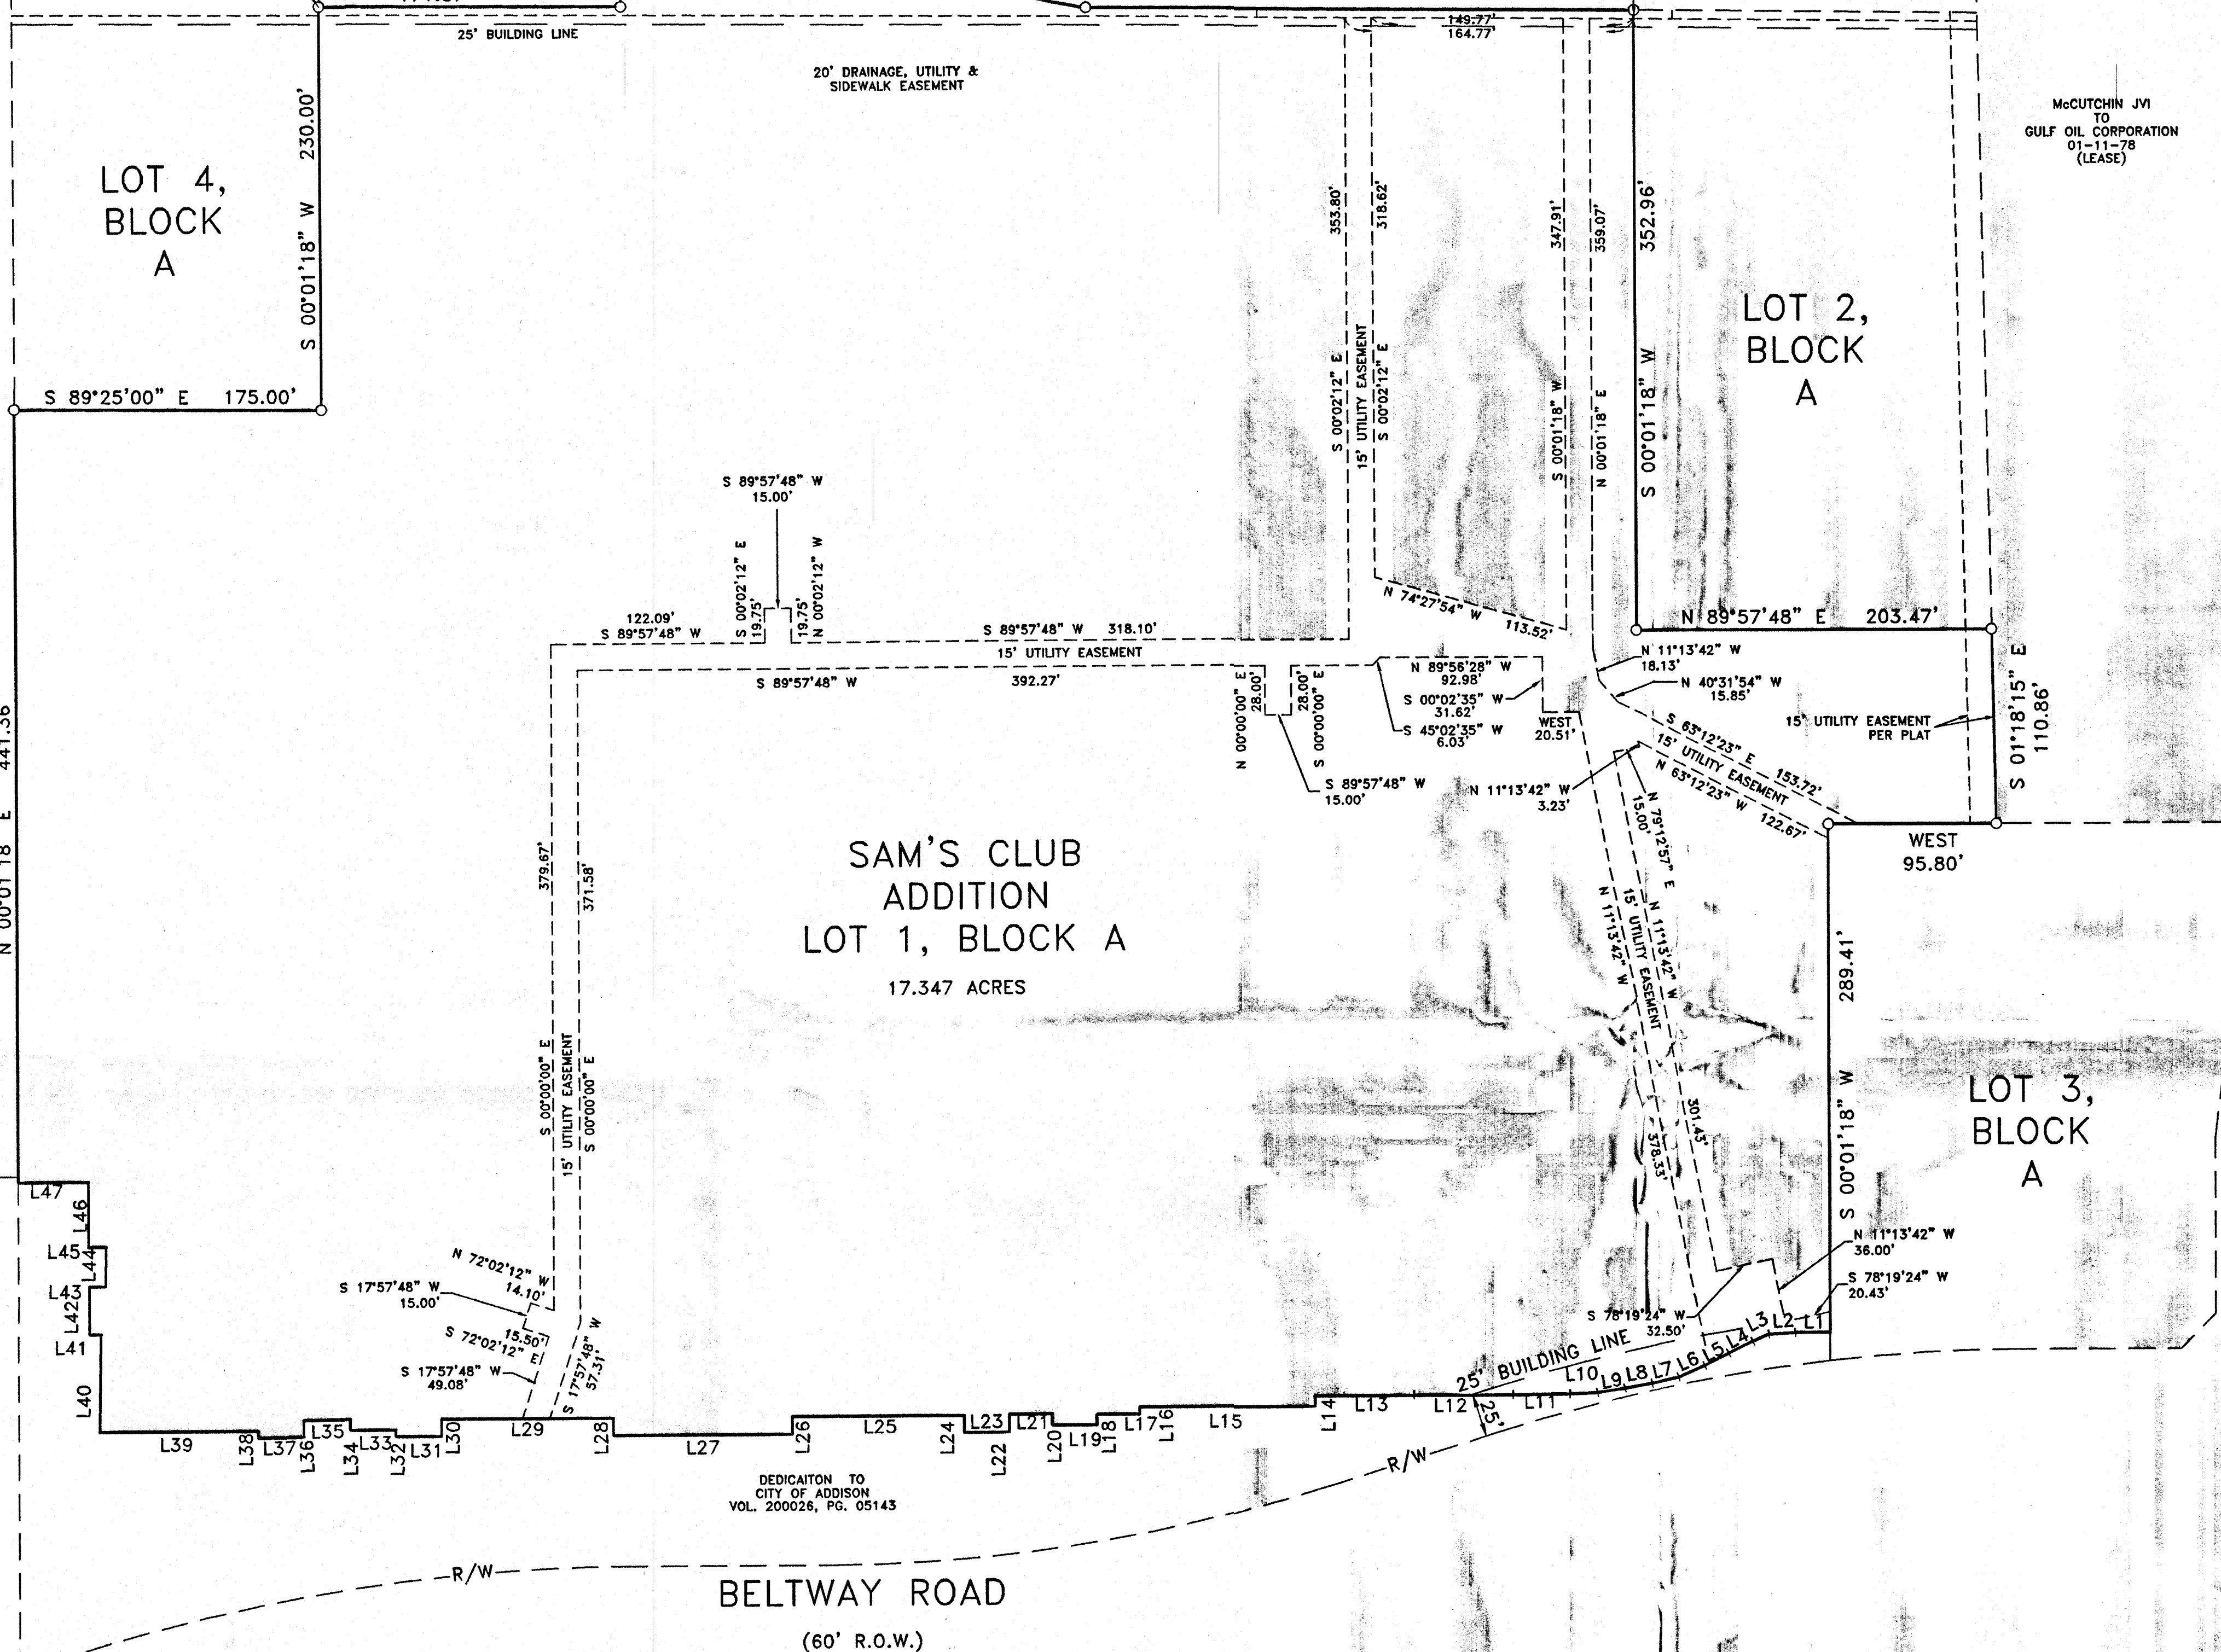 25' BUILDING LINE
20' DRAINAGE, UTILITY &
SIDEWALK EASEMENT
149.77'
164.77'
McCUTCHIN JVI
TO
GULF OIL CORPORATION
01-11-78
(LEASE)
LOT 4,
BLOCK
A
S 00°01'18" W 230.00'
S 89°25'00" E 175.00'
353.80'
S 00°02'12" E
15' UTILITY EASEMENT
318.62'
S 00°02'12" E
347.91'
S 00°01'18" W
359.07'
N 00°01'18" E
352.96'
S 00°01'18" W
LOT 2,
BLOCK
A
S 89°57'48" W
15.00'
122.09'
S 89°57'48" W
S 00°02'12" E
19.75'
19.75'
N 00°02'12" W
S 89°57'48" W 318.10'
15' UTILITY EASEMENT
S 89°57'48" W 392.27'
N 74°27'54" W 113.52'
N 89°57'48" E 203.47'
N 11°13'42" W
18.13'
N 40°31'54" W
15.85'
N 89°56'28" W
92.98'
S 00°02'35" W
31.62'
S 45°02'35" W
6.03'
WEST
20.51'
N 00°00'00" E
28.00'
28.00'
S 00°00'00" E
S 89°57'48" W
15.00'
S 63°12'23" E 153.72'
15' UTILITY EASEMENT
N 63°12'23" W 122.67'
15' UTILITY EASEMENT
PER PLAT
S 01°18'15" E
110.86'
N 11°13'42" W
3.23'
N 79°12'57" E
15.00'
WEST
95.80'
N 00°01'18 E 441.36
379.67'
371.58'
SAM'S CLUB
ADDITION
LOT 1, BLOCK A
17.347 ACRES
N 11°13'42" W
15' UTILITY EASEMENT
N 11°13'42" W
301.43'
378.33'
289.41'
S 00°01'18" W
LOT 3,
BLOCK
A
S 00°00'00" E
15' UTILITY EASEMENT
S 00°00'00" E
N 72°02'12" W
14.10'
S 17°57'48" W
15.00'
15.50'
S 72°02'12" E
S 17°57'48" W
49.08'
S 17°57'48" W
57.31'
N 11°13'42" W
36.00'
S 78°19'24" W
20.43'
S 78°19'24" W
32.50'
25' BUILDING LINE
25'
L47
L46
L45
L44
L43
L42
L41
L40
L39
L38
L37
L36
L35
L34
L33
L32
L31
L30
L29
L28
L27
L26
L25
L24
L23
L22
L21
L20
L19
L18
L17
L16
L15
L14
L13
L12
L11
L10
L9
L8
L7
L6
L5
L4
L3
L2
L1
R/W
DEDICAITON TO
CITY OF ADDISON
VOL. 200026, PG. 05143
R/W
BELTWAY ROAD
(60' R.O.W.)